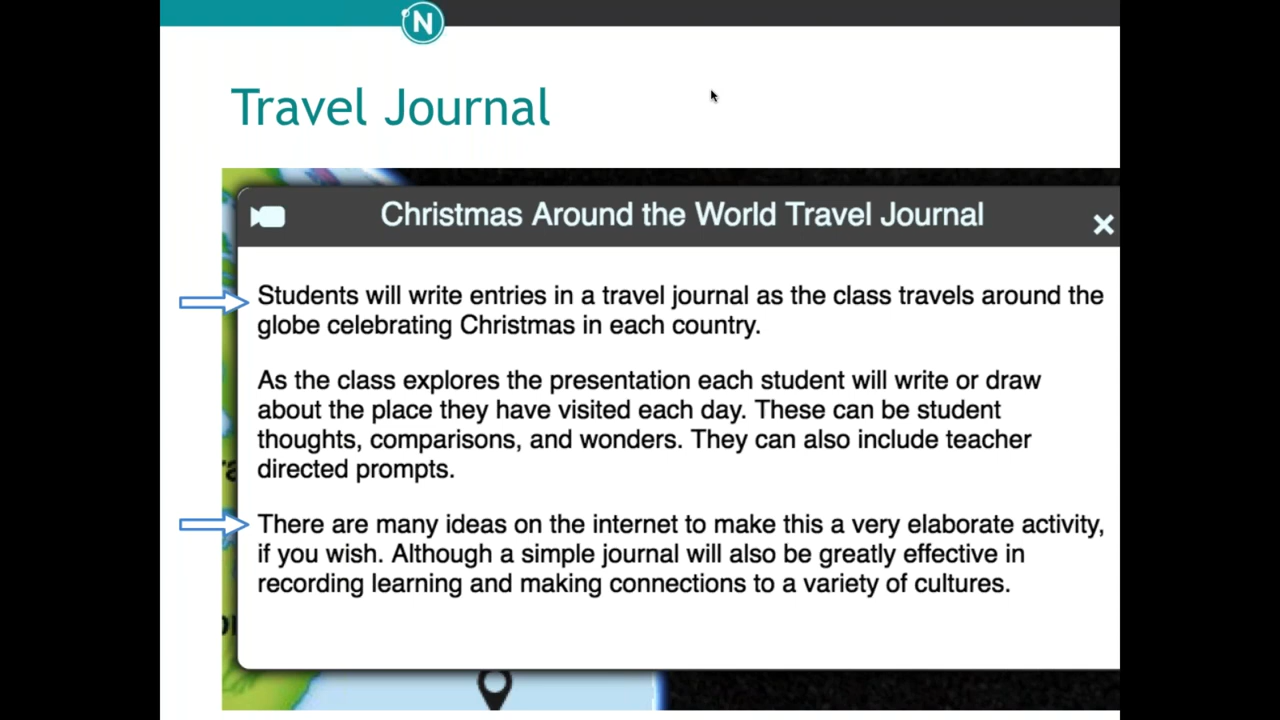 N
Travel Journal
Christmas Around the World Travel Journal
Students will write entries in a travel journal as the class travels around the
globe celebrating Christmas in each country.
As the class explores the presentation each student will write or draw
about the place they have visited each day. These can be student
thoughts, comparisons, and wonders. They can also include teacher
directed prompts.
There are many ideas on the internet to make this a very elaborate activity,
if you wish. Although a simple journal will also be greatly effective in
recording learning and making connections to a variety of cultures.